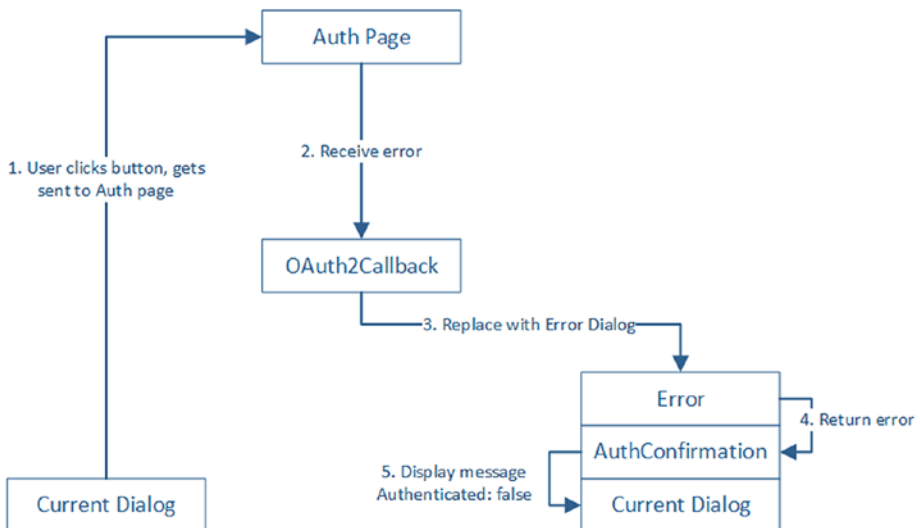 Auth Page
1. User clicks button, gets
sent to Auth page
2. Receive error
OAuth2Callback
3. Replace with Error Dialog
Error
4. Return error
AuthConfirmation
5. Display message
Authenticated: false
Current Dialog
Current Dialog